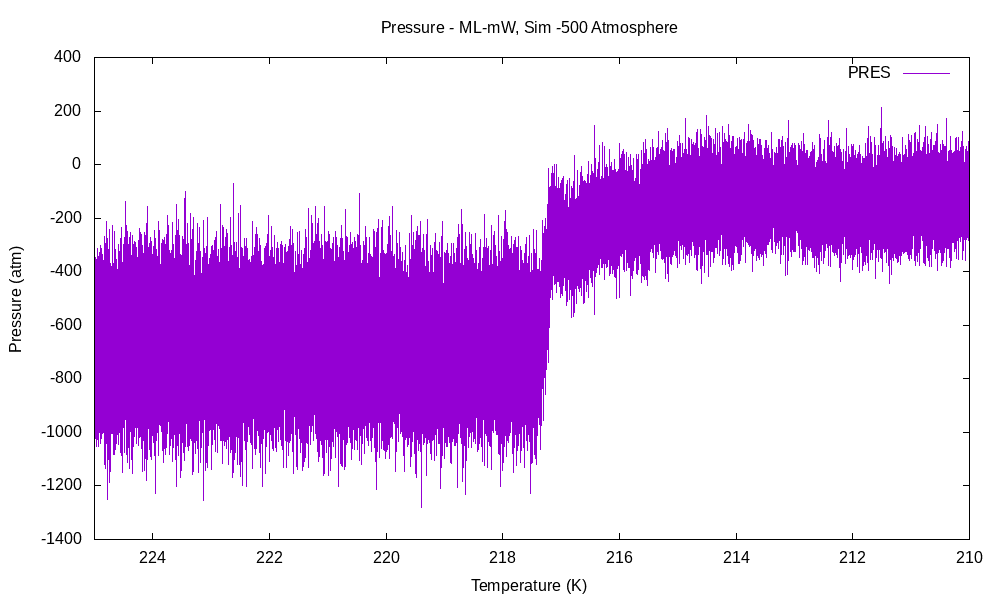 Pressure - ML-mW, Sim -500 Atmosphere
PRES
400
200
0
-200
-400
-600
-800
-1000
-1200
-1400
Pressure (atm)
224 222 220 218 216 214 212 210
Temperature (K)